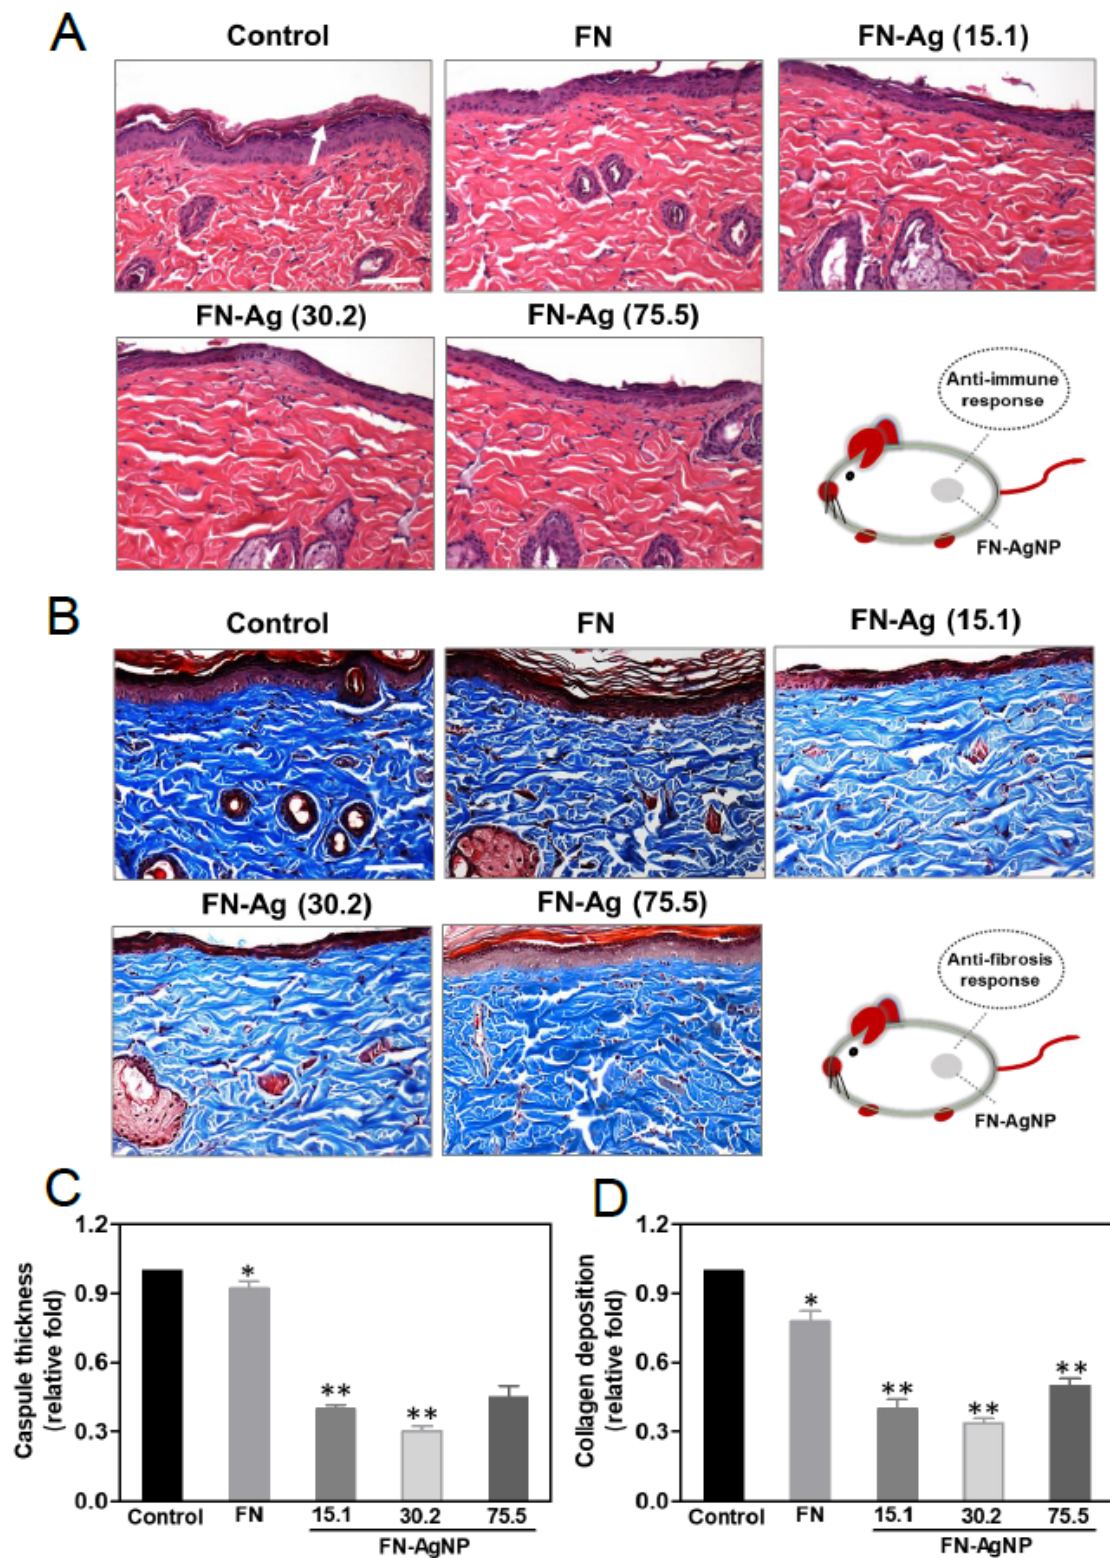 A
Control
FN
FN-Ag (15.1)
FN-Ag (30.2)
FN-Ag (75.5)
Anti-immune
response
FN-AgNP
B
Control
FN
FN-Ag (15.1)
FN-Ag (30.2)
FN-Ag (75.5)
Anti-fibrosis
response
FN-AgNP
C
Caspule thickness
(relative fold)
1.2
0.9
0.6
0.3
0.0
*
**
**
Control
FN
15.1
30.2
75.5
FN-AgNP
D
Collagen deposition
(relative fold)
1.2
0.9
0.6
0.3
0.0
*
**
**
**
Control
FN
15.1
30.2
75.5
FN-AgNP